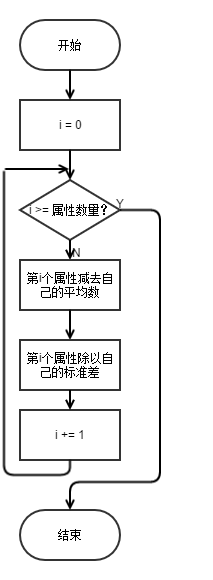 开始
i = 0
i >= 属性数量?
Y
N
第i个属性减去自
己的平均数
第i个属性除以自
己的标准差
i += 1
结束